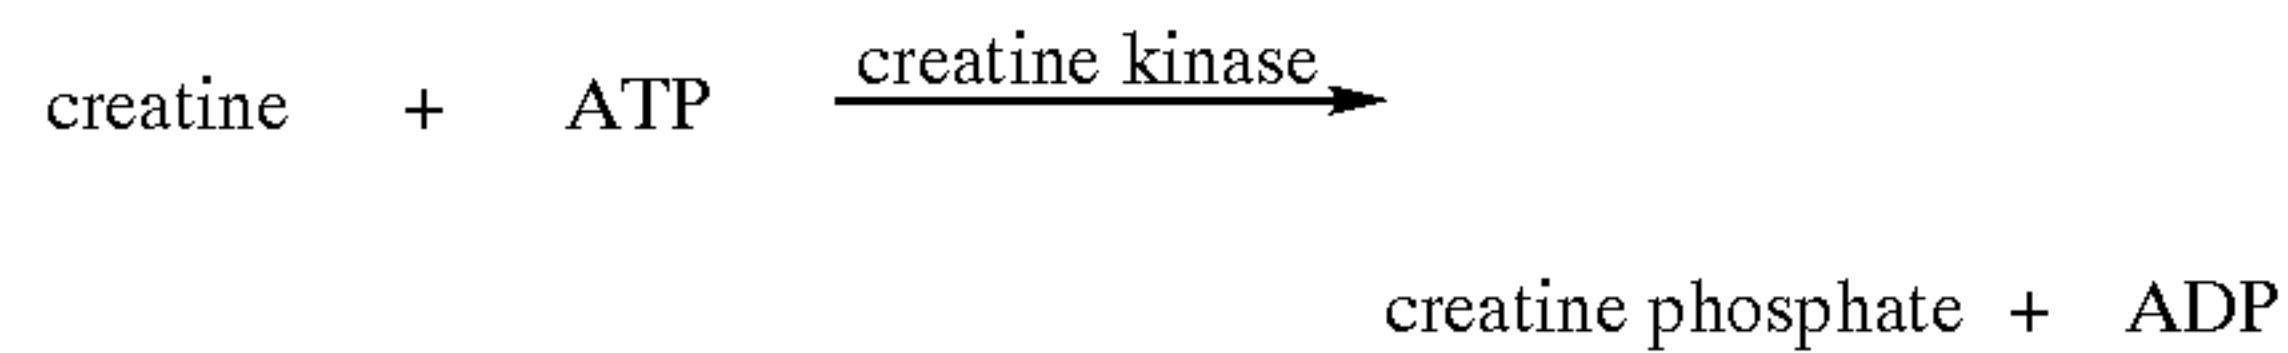 creatine kinase
creatine + ATP
creatine phosphate + ADP